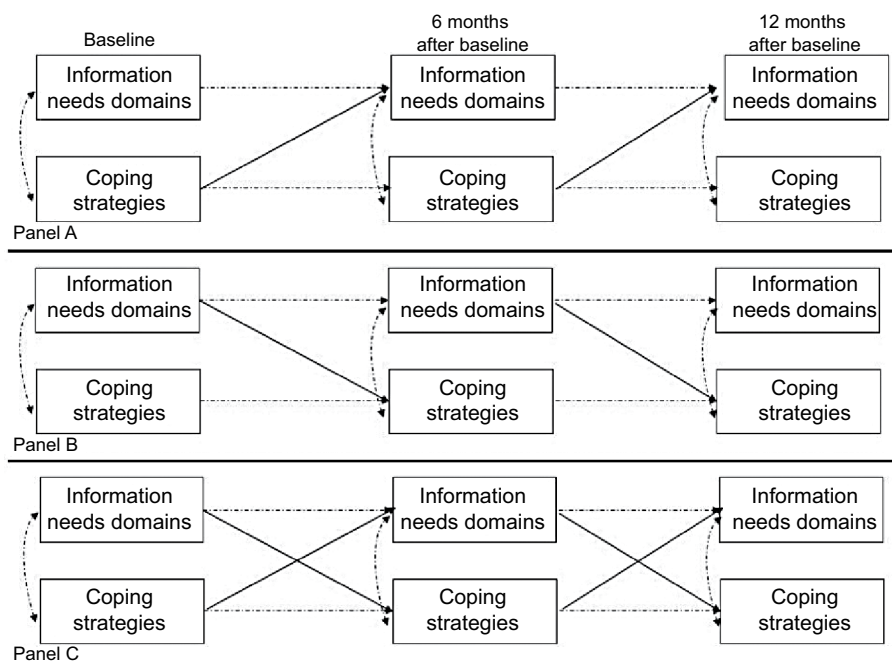 Baseline
6 months
after baseline
12 months
after baseline
Information
needs domains
Information
needs domains
Information
needs domains
Coping
strategies
Coping
strategies
Coping
strategies
Panel A
Information
needs domains
Information
needs domains
Information
needs domains
Coping
strategies
Coping
strategies
Coping
strategies
Panel B
Information
needs domains
Information
needs domains
Information
needs domains
Coping
strategies
Coping
strategies
Coping
strategies
Panel C